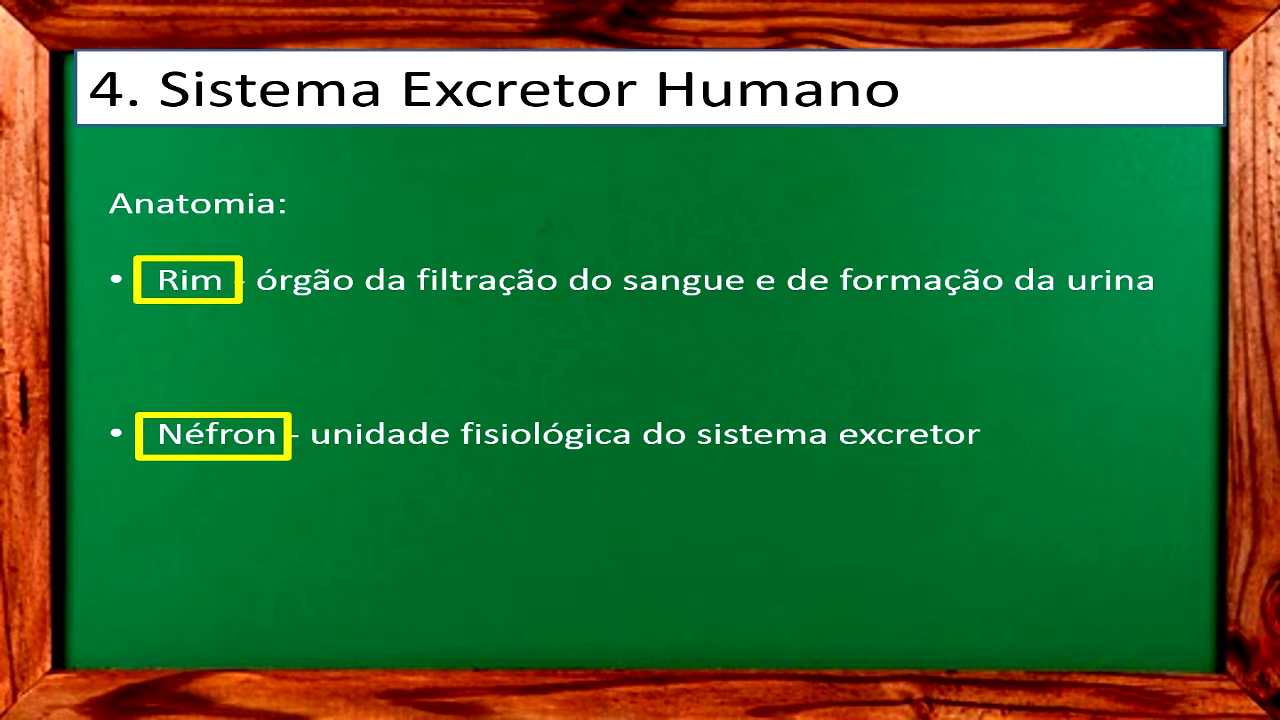 4. Sistema Excretor Humano
Anatomia:
• Rim - órgão da filtração do sangue e de formação da urina
• Néfron - unidade fisiológica do sistema excretor